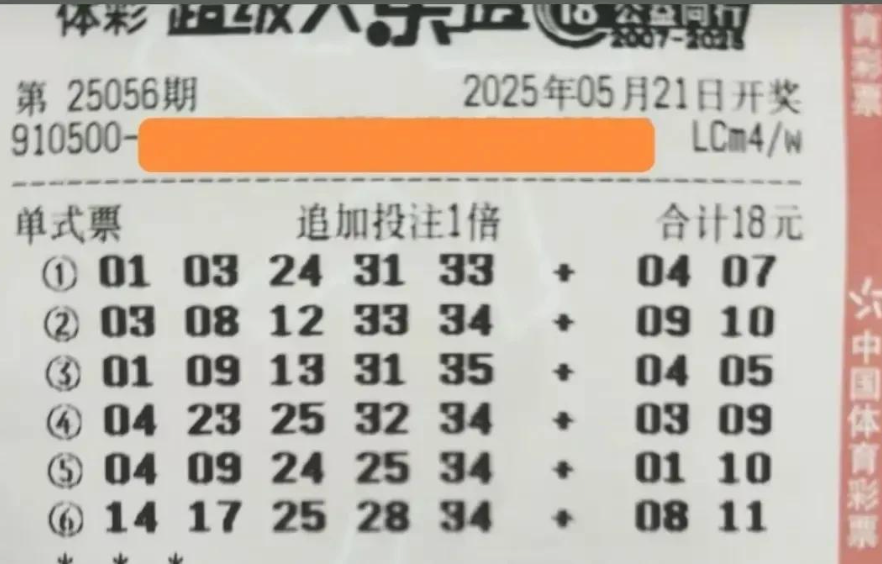 体彩 超级大乐透 18 公益同行
2007-2025
第 25056期 2025年05月21日开奖
910500- LCm4/w
单式票 追加投注1倍 合计18元
① 01 03 24 31 33 + 04 07
② 03 08 12 33 34 + 09 10
③ 01 09 13 31 35 + 04 05
④ 04 23 25 32 34 + 03 09
⑤ 04 09 24 25 34 + 01 10
⑥ 14 17 25 28 34 + 08 11
* * *
育彩票
中国体育彩票